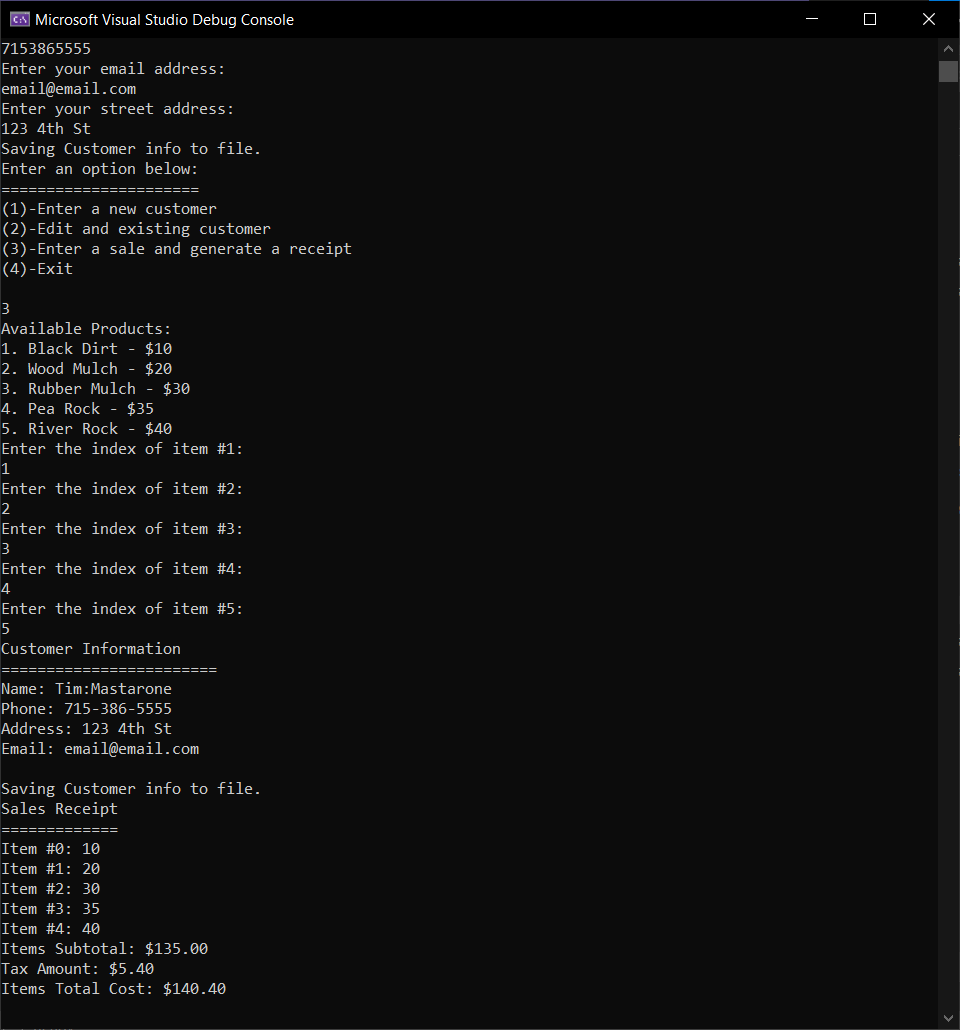 Microsoft Visual Studio Debug Console
7153865555
Enter your email address:
email@email.com
Enter your street address:
123 4th St
Saving Customer info to file.
Enter an option below:
======================
(1)-Enter a new customer
(2)-Edit and existing customer
(3)-Enter a sale and generate a receipt
(4)-Exit
3
Available Products:
1. Black Dirt - $10
2. Wood Mulch - $20
3. Rubber Mulch - $30
4. Pea Rock - $35
5. River Rock - $40
Enter the index of item #1:
1
Enter the index of item #2:
2
Enter the index of item #3:
3
Enter the index of item #4:
4
Enter the index of item #5:
5
Customer Information
========================
Name: Tim:Mastarone
Phone: 715-386-5555
Address: 123 4th St
Email: email@email.com
Saving Customer info to file.
Sales Receipt
=============
Item #0: 10
Item #1: 20
Item #2: 30
Item #3: 35
Item #4: 40
Items Subtotal: $135.00
Tax Amount: $5.40
Items Total Cost: $140.40